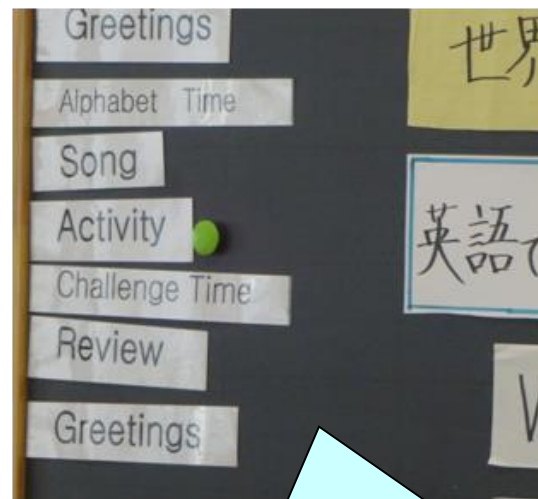 Greetings
Alphabet Time
Song
Activity
Challenge Time
Review
Greetings
世界
英語で